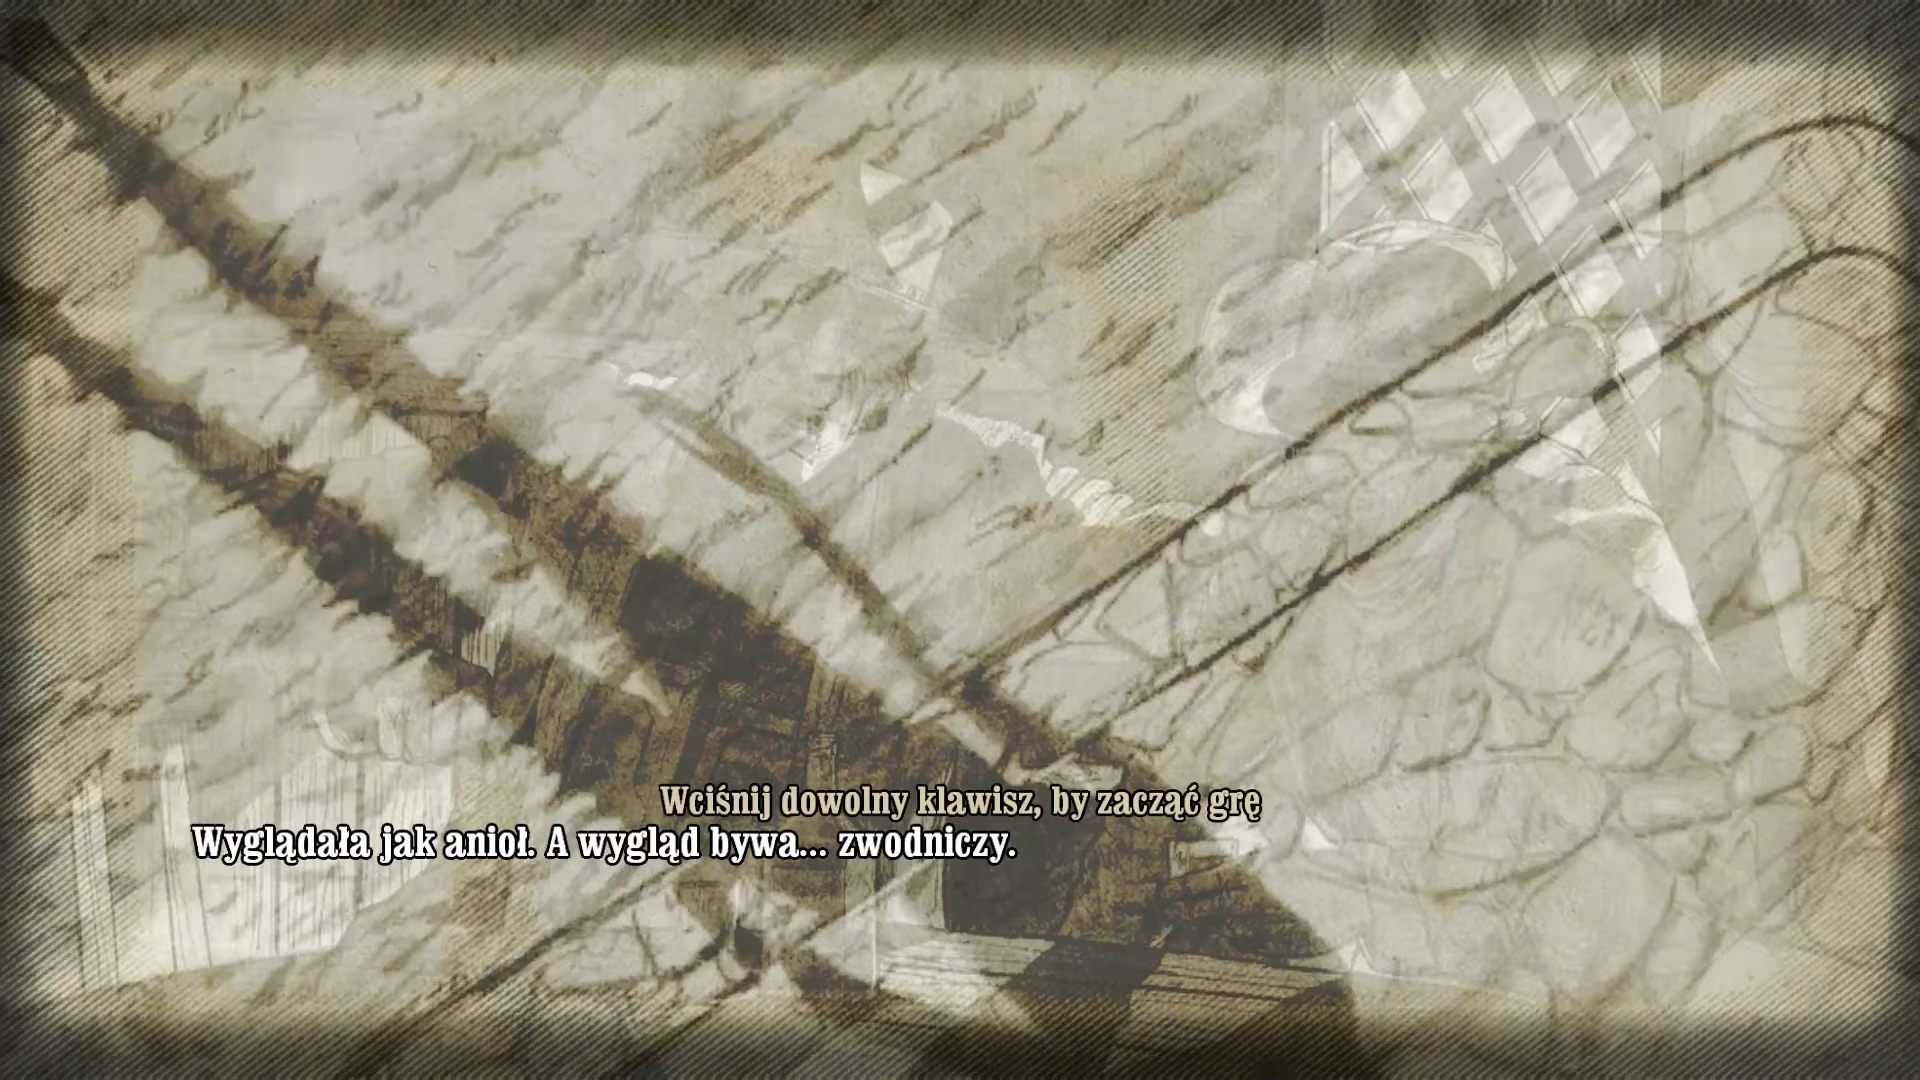 Wciśnij dowolny klawisz, by zacząć grę
Wyglądała jak anioł. A wygląd bywa... zwodniczy.